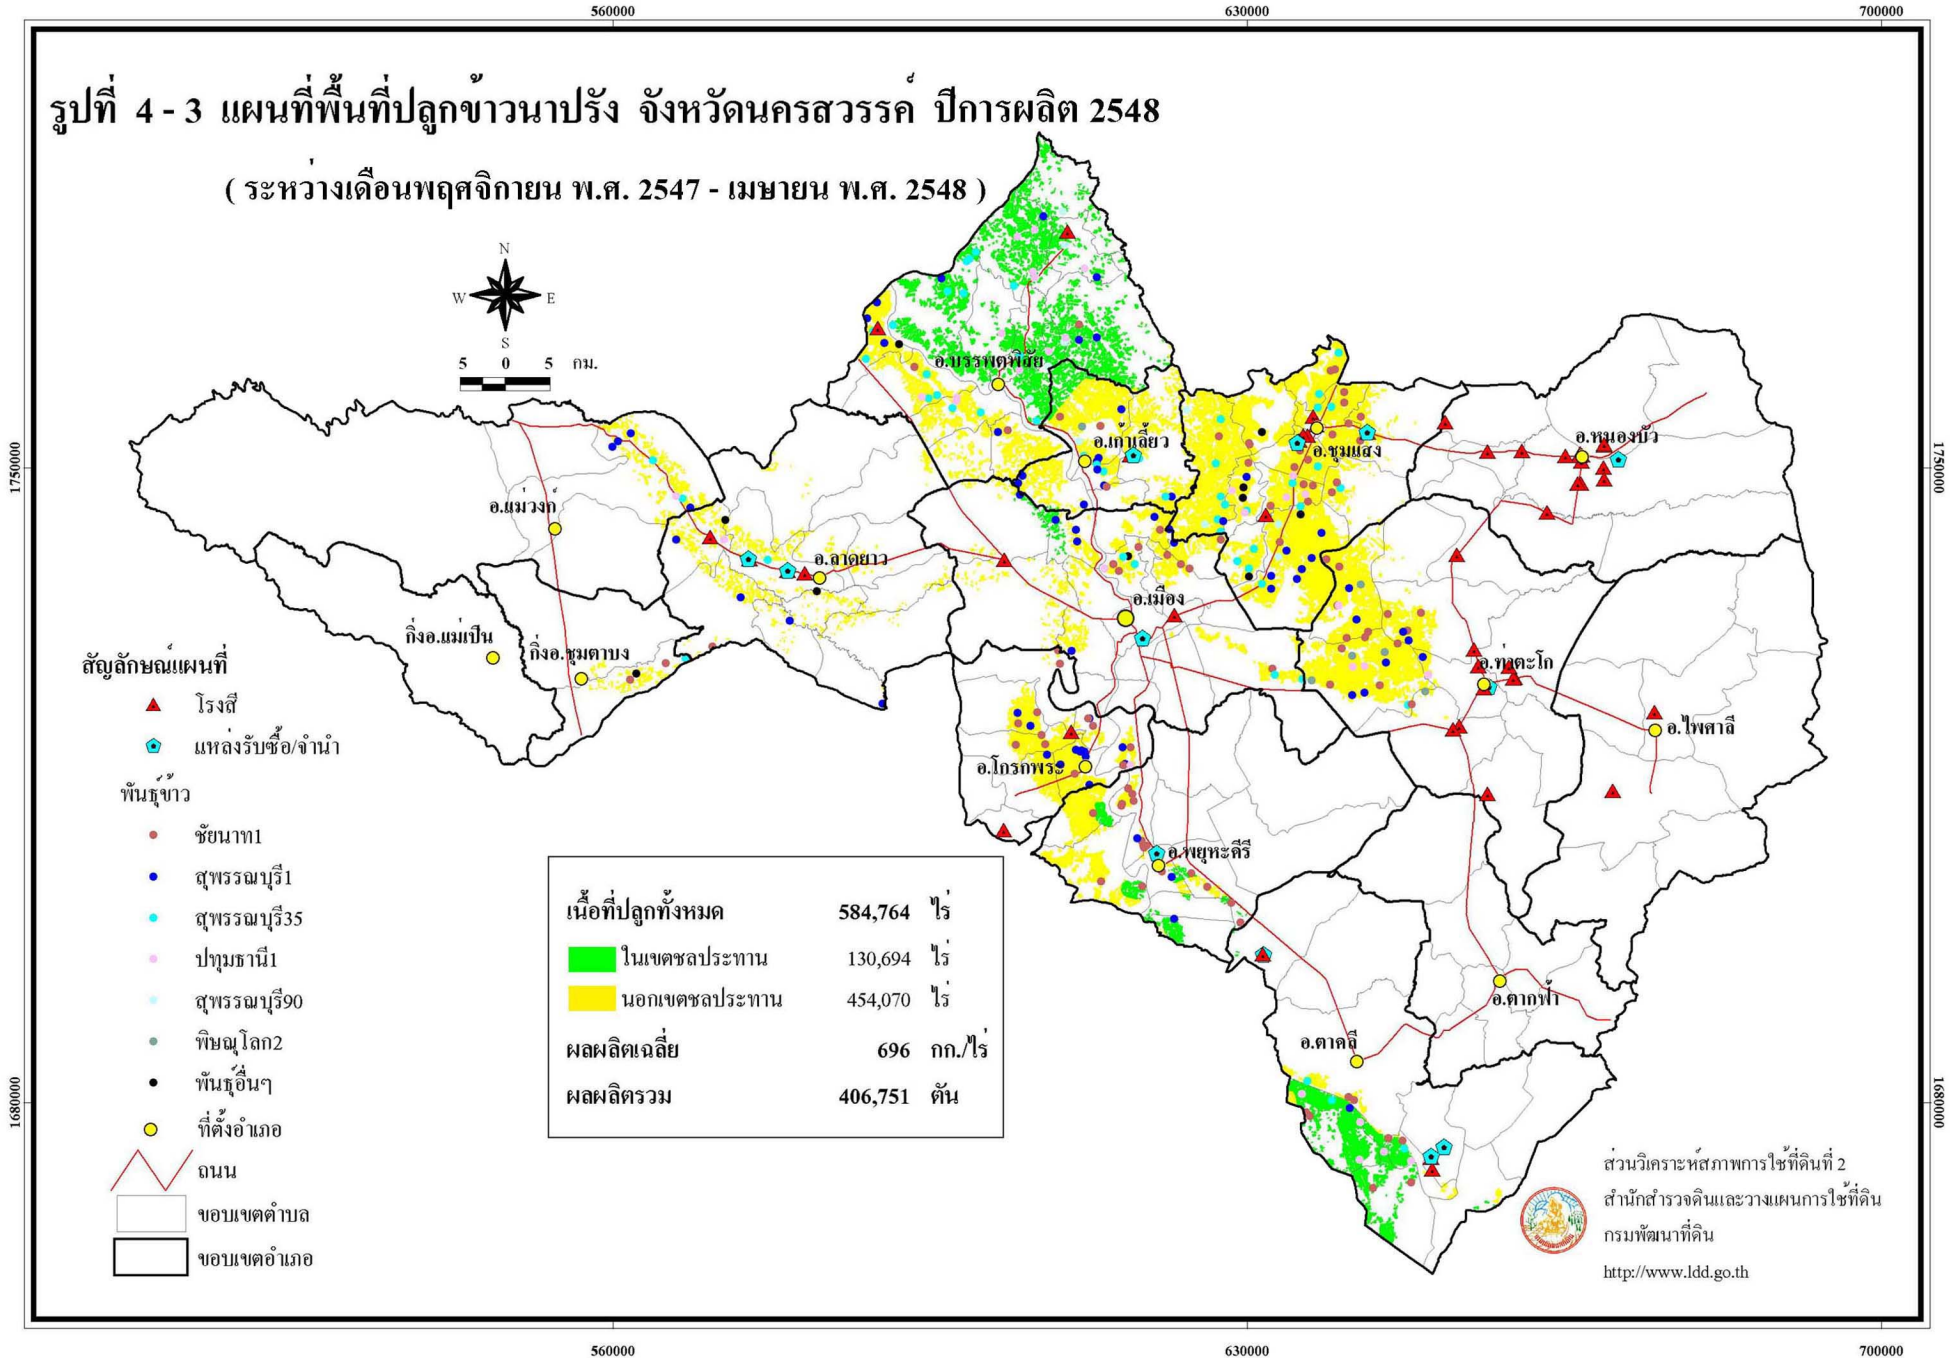 560000
630000
700000
รูปที่ 4 - 3 แผนที่พื้นที่ปลูกข้าวนาปรัง จังหวัดนครสวรรค์ ปีการผลิต 2548
( ระหว่างเดือนพฤศจิกายน พ.ศ. 2547 - เมษายน พ.ศ. 2548 )
N
W E
S
5 0 5 กม.
1750000
1750000
อ.บรรพตพิสัย
อ.เก้าเลี้ยว
อ.ชุมแสง
อ.หนองบัว
อ.แม่วงก์
อ.ลาดยาว
อ.เมือง
กิ่งอ.แม่เปิน
กิ่งอ.ชุมตาบง
อ.ท่าตะโก
อ.ไพศาลี
อ.โกรกพระ
อ.พยุหะคีรี
อ.ตากฟ้า
อ.ตาคลี
สัญลักษณ์แผนที่
โรงสี
แหล่งรับซื้อ/จำนำ
พันธุ์ข้าว
ชัยนาท1
สุพรรณบุรี1
สุพรรณบุรี35
ปทุมธานี1
สุพรรณบุรี90
พิษณุโลก2
พันธุ์อื่นๆ
ที่ตั้งอำเภอ
ถนน
ขอบเขตตำบล
ขอบเขตอำเภอ
เนื้อที่ปลูกทั้งหมด 584,764 ไร่
ในเขตชลประทาน 130,694 ไร่
นอกเขตชลประทาน 454,070 ไร่
ผลผลิตเฉลี่ย 696 กก./ไร่
ผลผลิตรวม 406,751 ตัน
1680000
1680000
ส่วนวิเคราะห์สภาพการใช้ที่ดินที่ 2
สำนักสำรวจดินและวางแผนการใช้ที่ดิน
กรมพัฒนาที่ดิน
http://www.ldd.go.th
560000
630000
700000